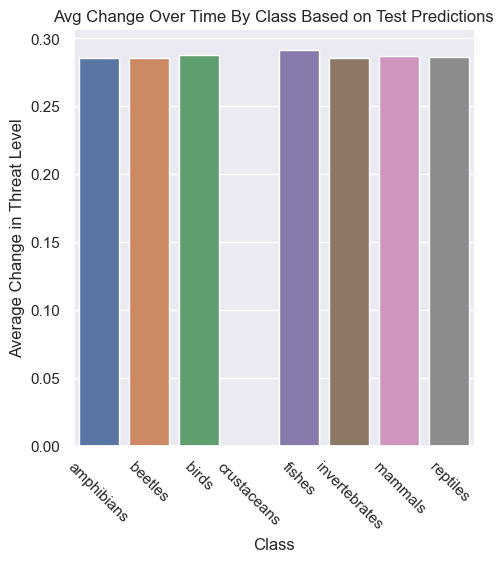 Avg Change Over Time By Class Based on Test Predictions
0.30
0.25
0.20
0.15
0.10
0.05
0.00
Average Change in Threat Level
amphibians
beetles
birds
crustaceans
fishes
invertebrates
mammals
reptiles
Class